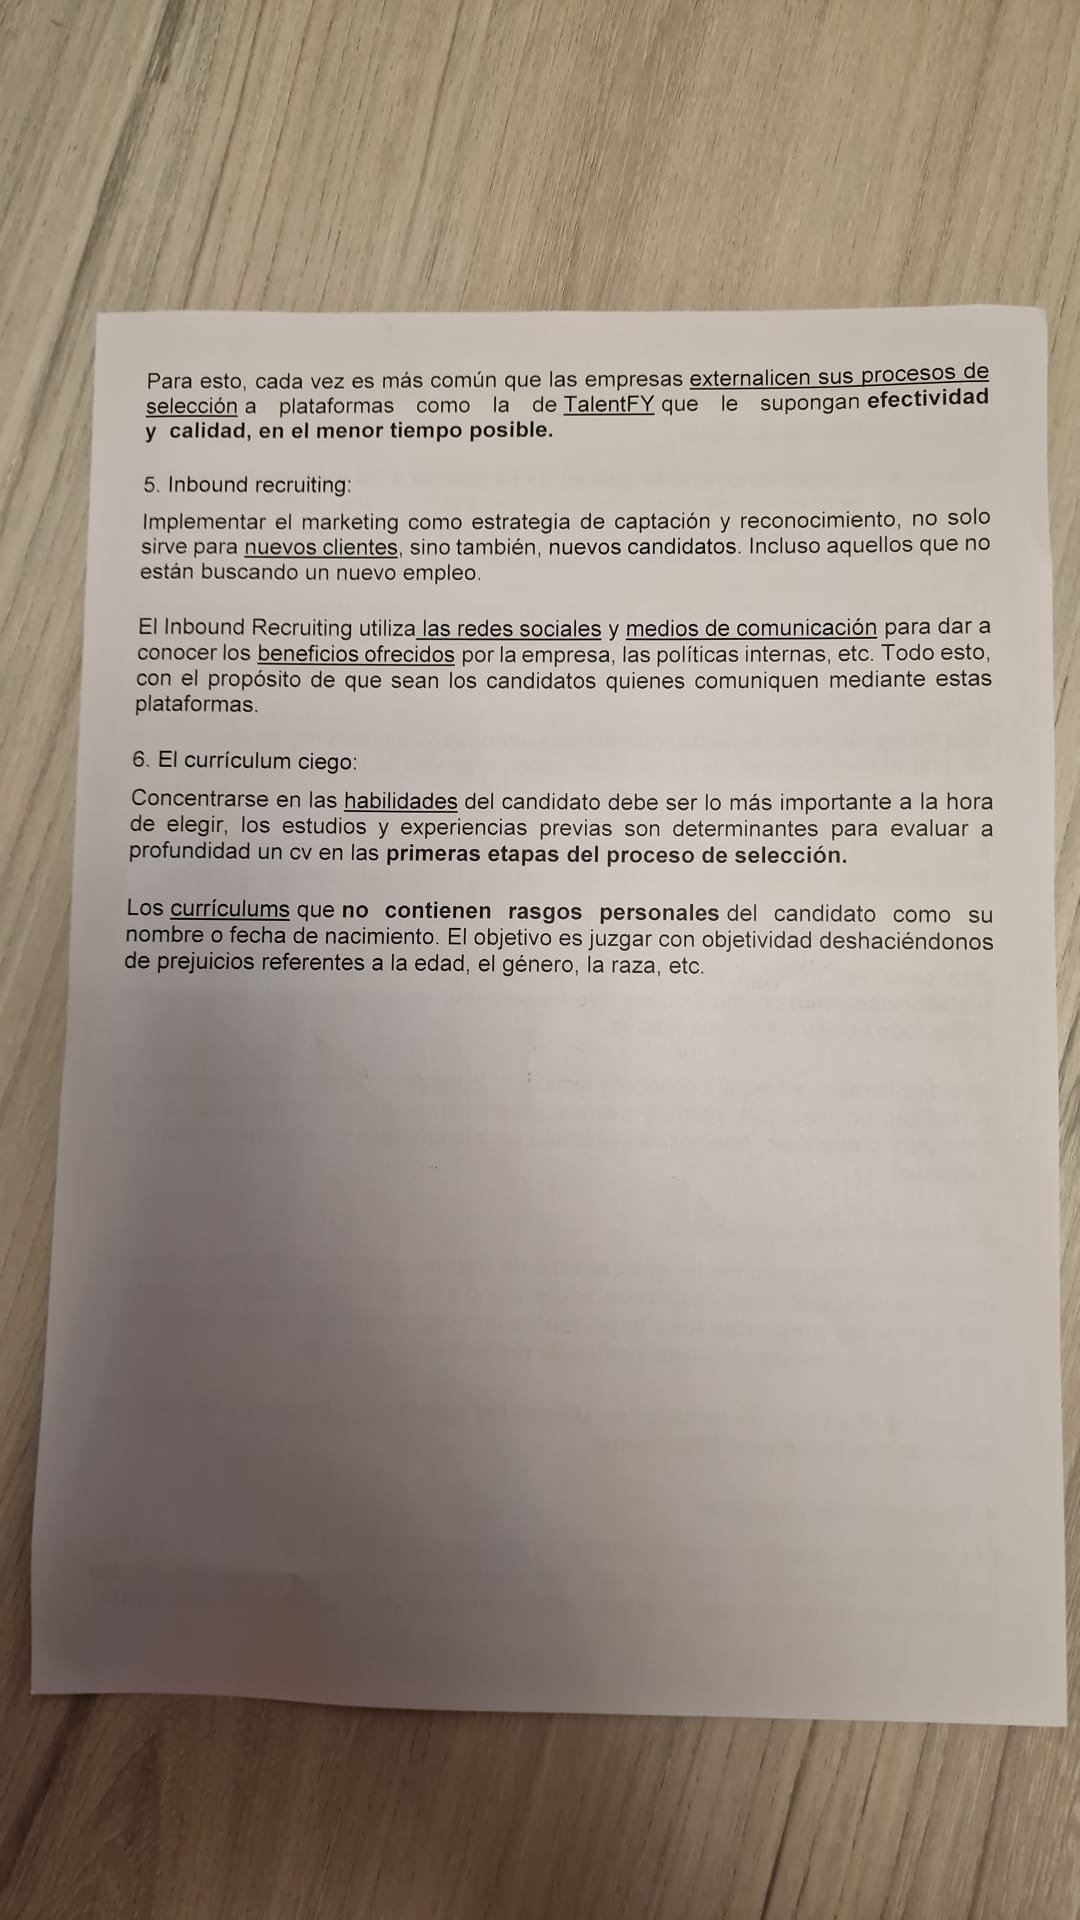 Para esto, cada vez es más común que las empresas externalicen sus procesos de
selección a plataformas como la de TalentFY que le supongan efectividad
y calidad, en el menor tiempo posible.
5. Inbound recruiting:
Implementar el marketing como estrategia de captación y reconocimiento, no solo
sirve para nuevos clientes, sino también, nuevos candidatos. Incluso aquellos que no
están buscando un nuevo empleo.
El Inbound Recruiting utiliza las redes sociales y medios de comunicación para dar a
conocer los beneficios ofrecidos por la empresa, las políticas internas, etc. Todo esto,
con el propósito de que sean los candidatos quienes comuniquen mediante estas
plataformas.
6. El currículum ciego:
Concentrarse en las habilidades del candidato debe ser lo más importante a la hora
de elegir, los estudios y experiencias previas son determinantes para evaluar a
profundidad un cv en las primeras etapas del proceso de selección.
Los currículums que no contienen rasgos personales del candidato como su
nombre o fecha de nacimiento. El objetivo es juzgar con objetividad deshaciéndonos
de prejuicios referentes a la edad, el género, la raza, etc.